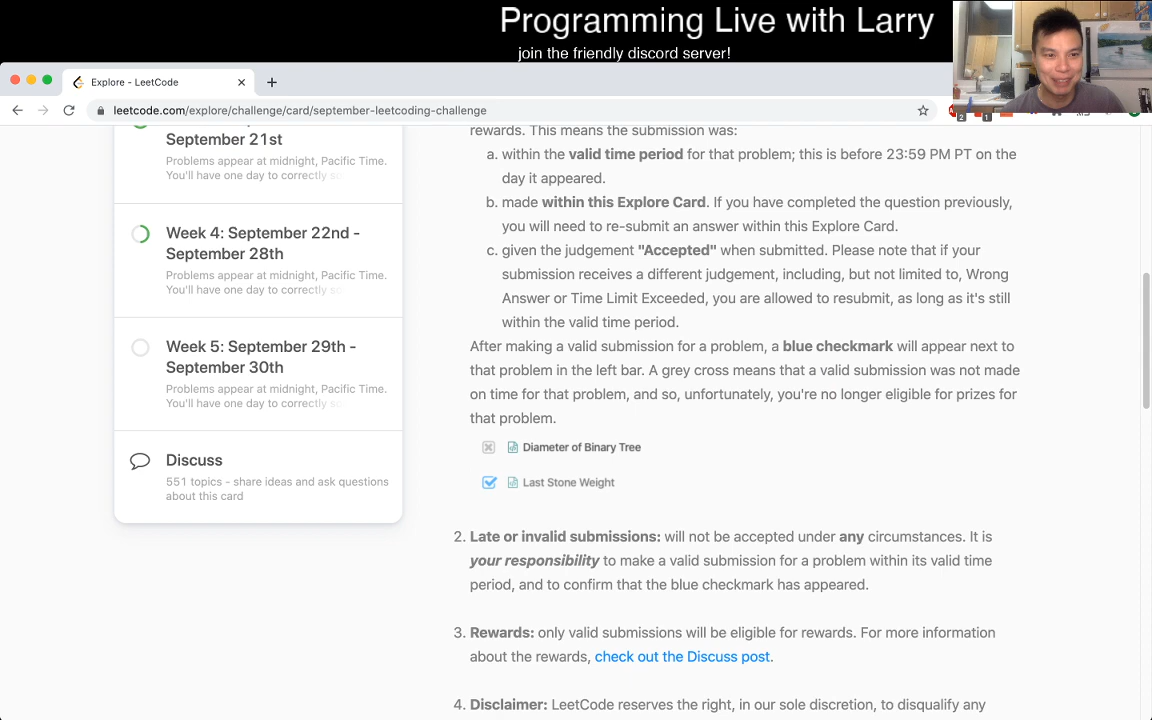 Programming Live with Larry
join the friendly discord server!
Explore - LeetCode
leetcode.com/explore/challenge/card/september-leetcoding-challenge
2
1
September 21st
Problems appear at midnight, Pacific Time.
You'll have one day to correctly
Week 4: September 22nd -
September 28th
Problems appear at midnight, Pacific Time.
You'll have one day to correctly
Week 5: September 29th -
September 30th
Problems appear at midnight, Pacific Time.
You'll have one day to correctly
Discuss
551 topics - share ideas and ask questions
about this card
rewards. This means the submission was:
a. within the valid time period for that problem; this is before 23:59 PM PT on the
day it appeared.
b. made within this Explore Card. If you have completed the question previously,
you will need to re-submit an answer within this Explore Card.
c. given the judgement "Accepted" when submitted. Please note that if your
submission receives a different judgement, including, but not limited to, Wrong
Answer or Time Limit Exceeded, you are allowed to resubmit, as long as it's still
within the valid time period.
After making a valid submission for a problem, a blue checkmark will appear next to
that problem in the left bar. A grey cross means that a valid submission was not made
on time for that problem, and so, unfortunately, you're no longer eligible for prizes for
that problem.
Diameter of Binary Tree
Last Stone Weight
2. Late or invalid submissions: will not be accepted under any circumstances. It is
your responsibility to make a valid submission for a problem within its valid time
period, and to confirm that the blue checkmark has appeared.
3. Rewards: only valid submissions will be eligible for rewards. For more information
about the rewards, check out the Discuss post.
4. Disclaimer: LeetCode reserves the right, in our sole discretion, to disqualify any